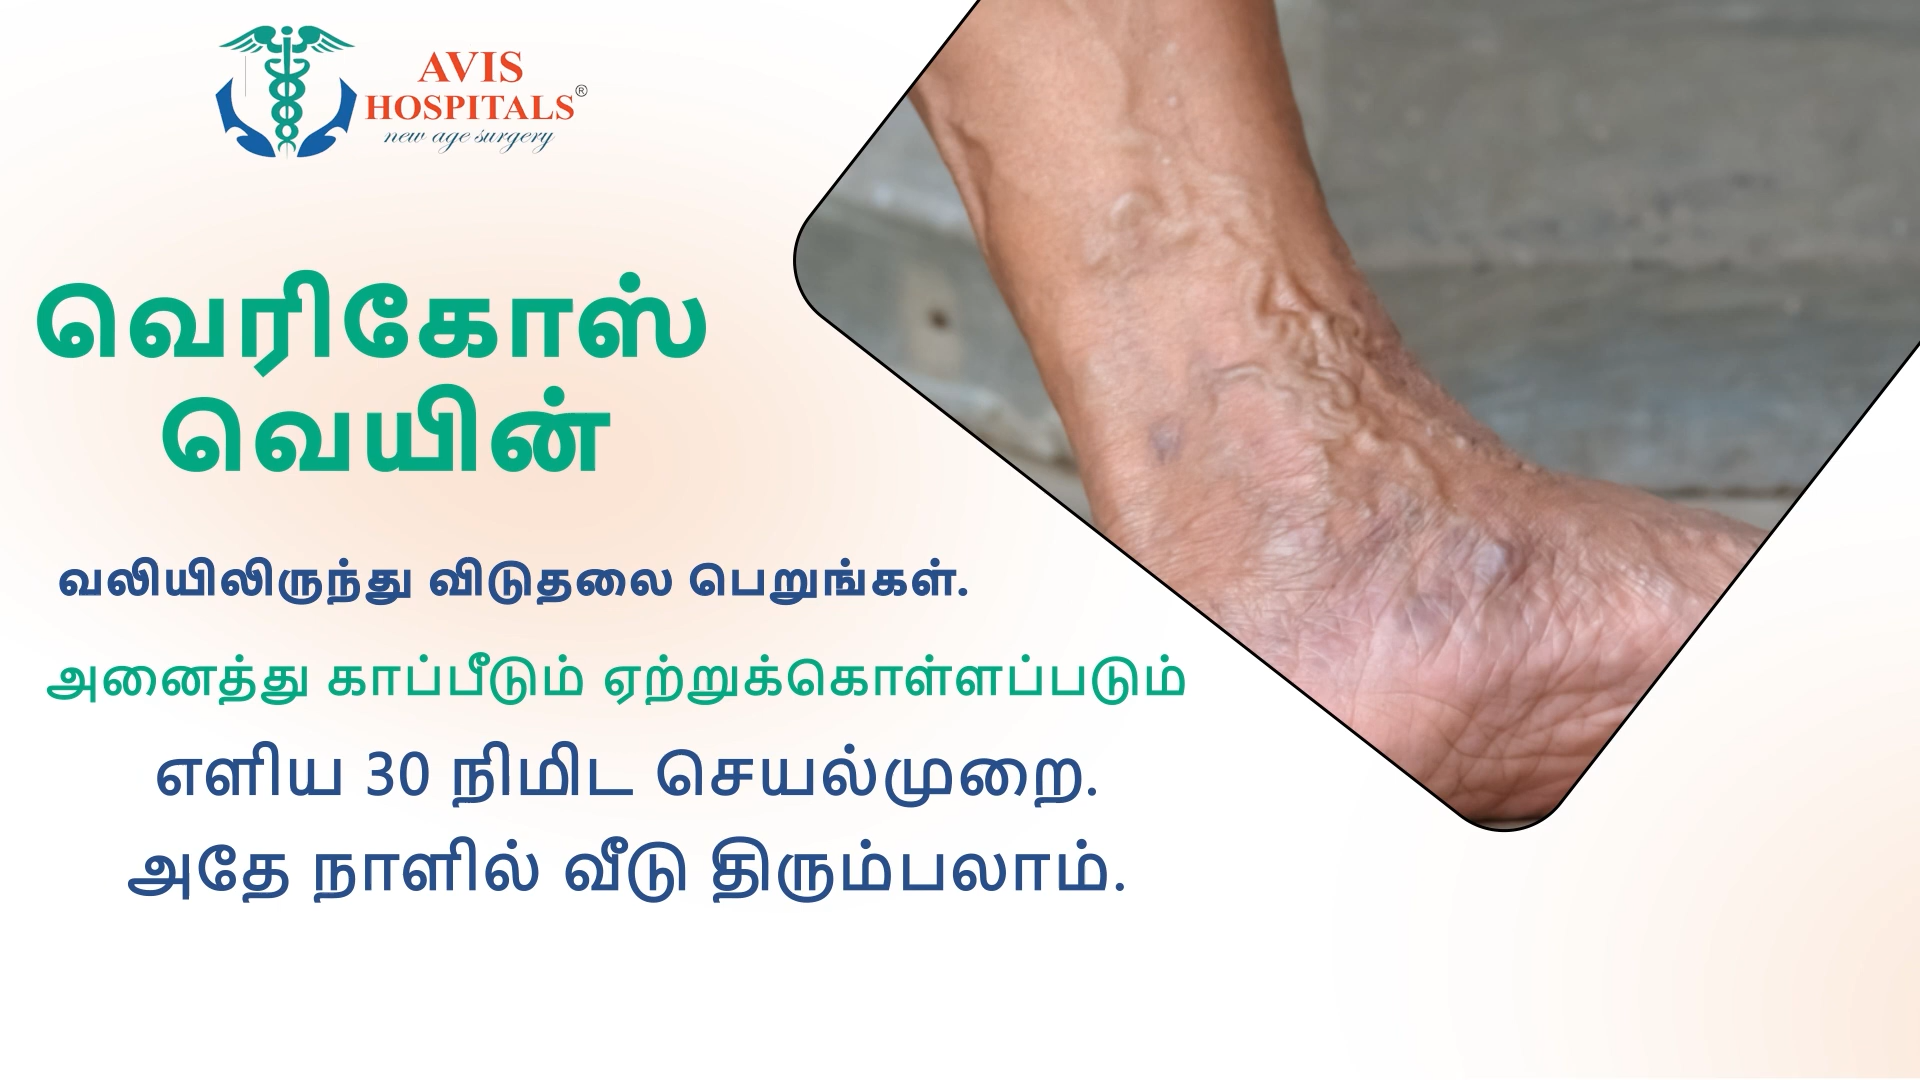 AVIS
HOSPITALS®
new age surgery
வெரிகோஸ்
வெயின்
வலியிலிருந்து விடுதலை பெறுங்கள்.
அனைத்து காப்பீடும் ஏற்றுக்கொள்ளப்படும்
எளிய 30 நிமிட செயல்முறை.
அதே நாளில் வீடு திரும்பலாம்.